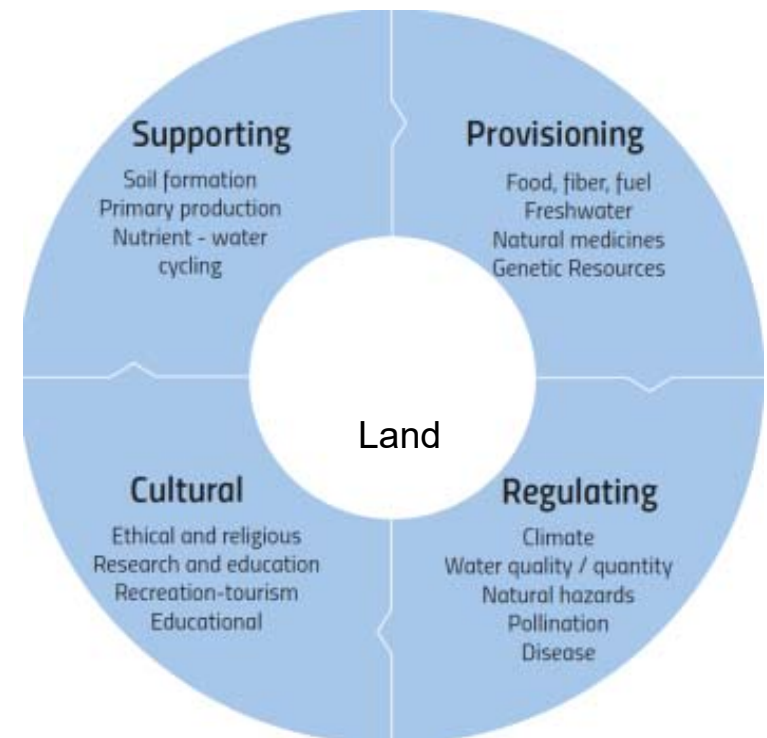 Supporting
Soil formation
Primary production
Nutrient - water
cycling
Provisioning
Food, fiber, fuel
Freshwater
Natural medicines
Genetic Resources
Land
Cultural
Ethical and religious
Research and education
Recreation-tourism
Educational
Regulating
Climate
Water quality / quantity
Natural hazards
Pollination
Disease